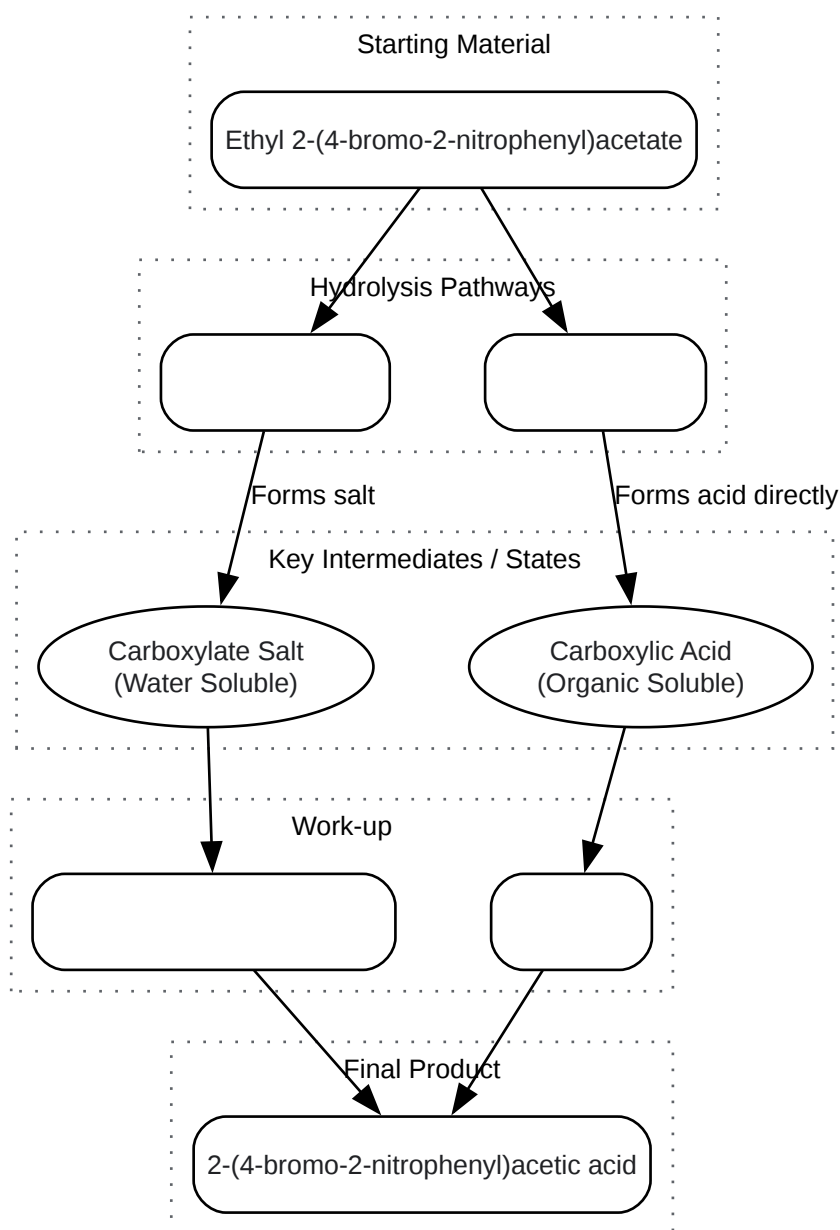 Starting Material
Ethyl 2-(4-bromo-2-nitrophenyl)acetate
Hydrolysis Pathways
Forms salt
Forms acid directly
Key Intermediates / States
Carboxylate Salt
(Water Soluble)
Carboxylic Acid
(Organic Soluble)
Work-up
Final Product
2-(4-bromo-2-nitrophenyl)acetic acid